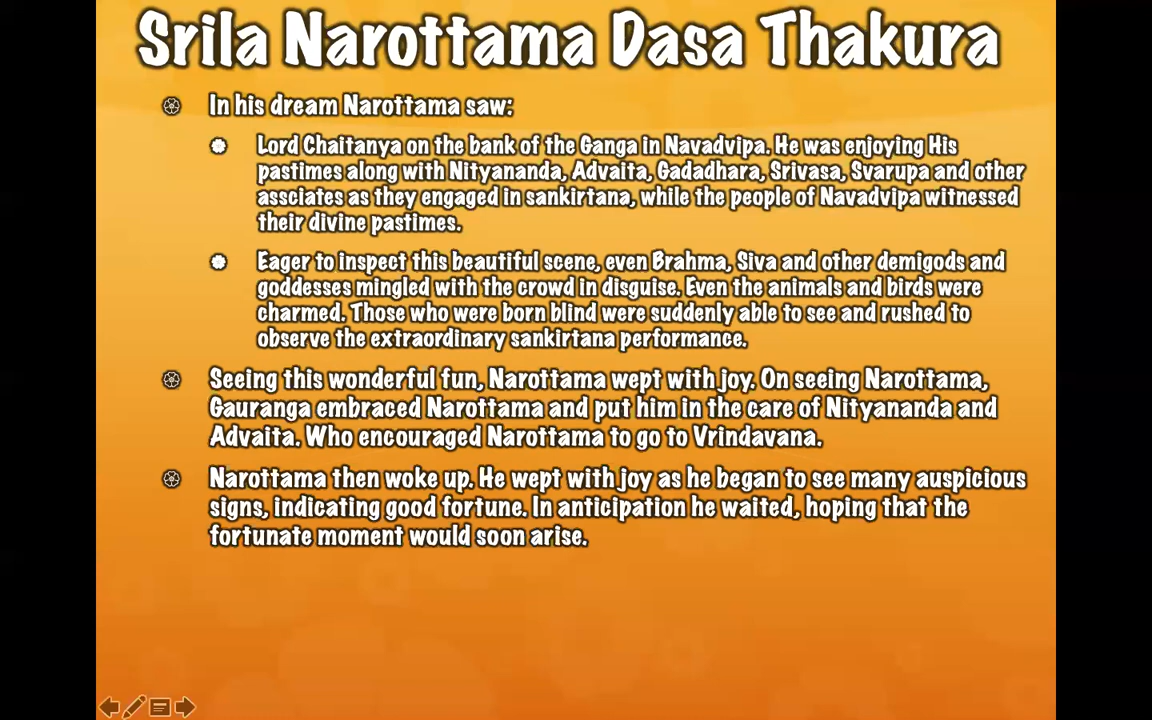 Srila Narottama Dasa Thakura
In his dream Narottama saw:
Lord Chaitanya on the bank of the Ganga in Navadvipa. He was enjoying His
pastimes along with Nityananda, Advaita, Gadadhara, Srivasa, Svarupa and other
assciates as they engaged in sankirtana, while the people of Navadvipa witnessed
their divine pastimes.
Eager to inspect this beautiful scene, even Brahma, Siva and other demigods and
goddesses mingled with the crowd in disguise. Even the animals and birds were
charmed. Those who were born blind were suddenly able to see and rushed to
observe the extraordinary sankirtana performance.
Seeing this wonderful fun, Narottama wept with joy. On seeing Narottama,
Gauranga embraced Narottama and put him in the care of Nityananda and
Advaita. Who encouraged Narottama to go to Vrindavana.
Narottama then woke up. He wept with joy as he began to see many auspicious
signs, indicating good fortune. In anticipation he waited, hoping that the
fortunate moment would soon arise.